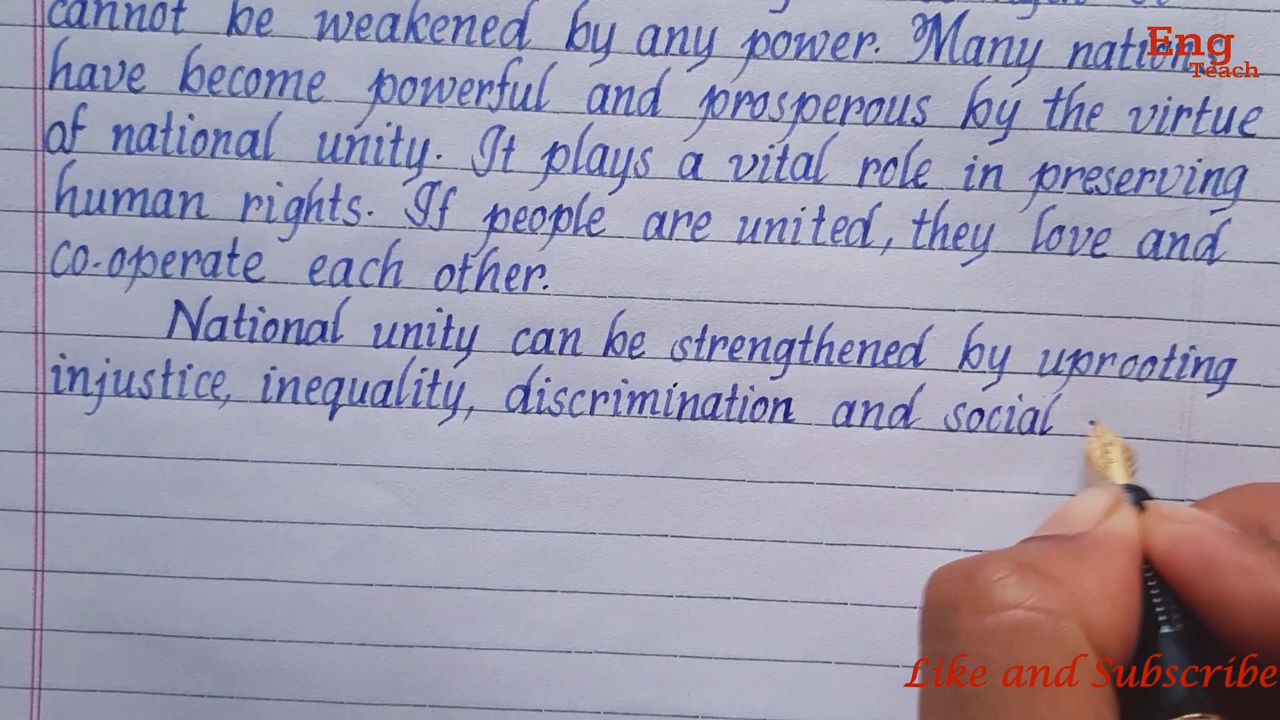 cannot be weakened by any power. Many nations
have become powerful and prosperous by the virtue
of national unity. It plays a vital role in preserving
human rights. If people are united, they love and
co-operate each other.
National unity can be strengthened by uprooting
injustice, inequality, discrimination and social
Eng
Teach
Like and Subscribe